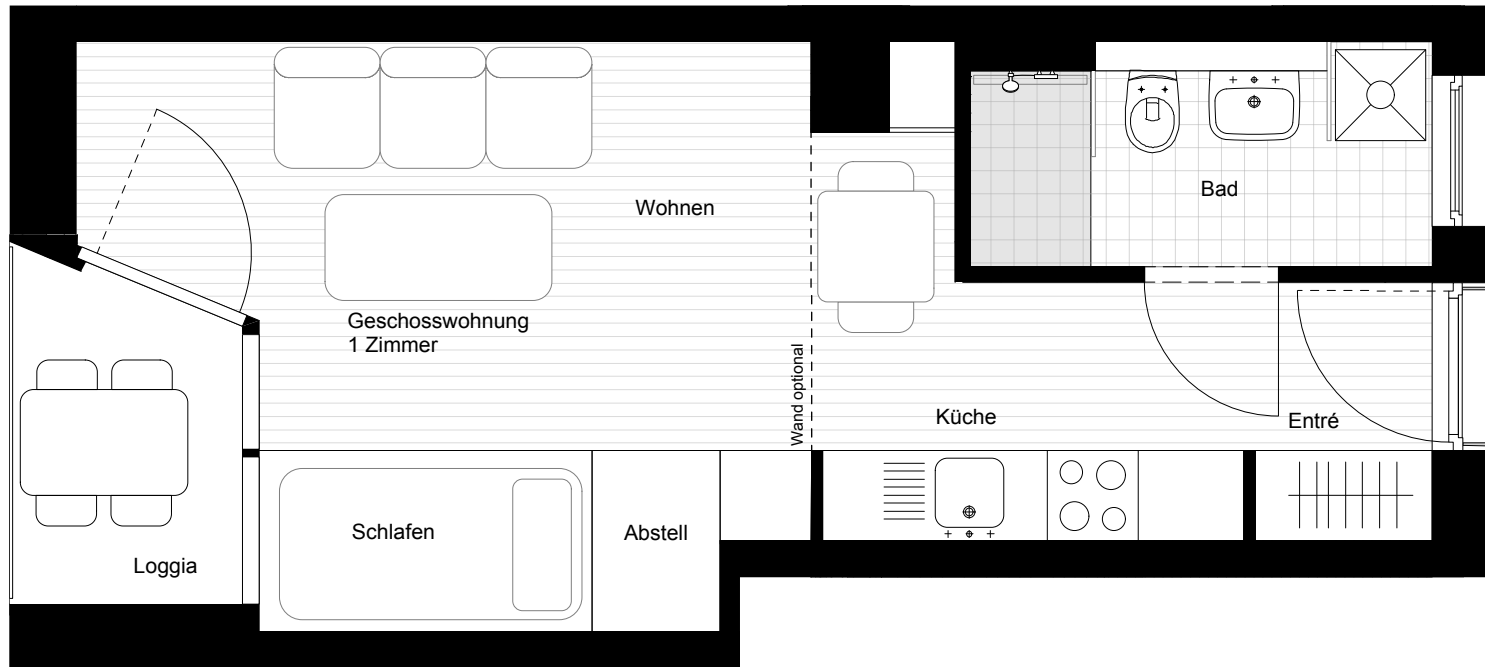 Bad
Wohnen
Geschosswohnung
1 Zimmer
Wand optional
Küche
Entré
Schlafen
Abstell
Loggia